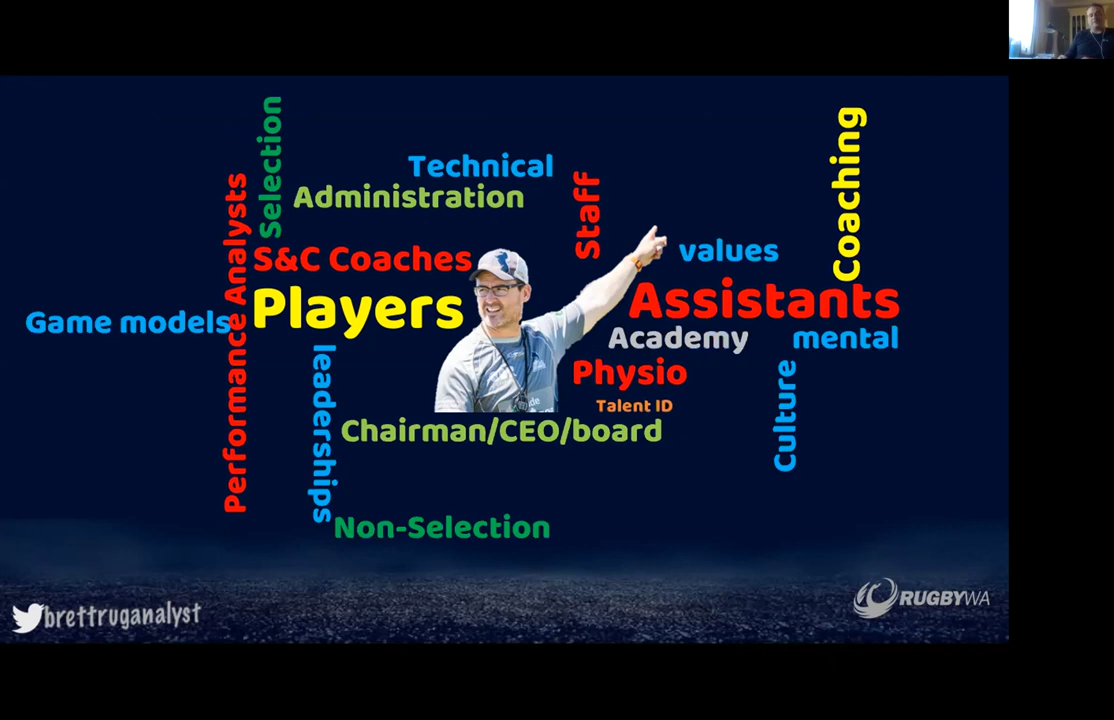 Selection
Technical
Coaching
Administration
Staff
Performance Analysts
values
S&C Coaches
Players
Assistants
Game models
Academy
mental
leaderships
Physio
Culture
Talent ID
Chairman/CEO/board
Non-Selection
brettruganalyst
RUGBYWA